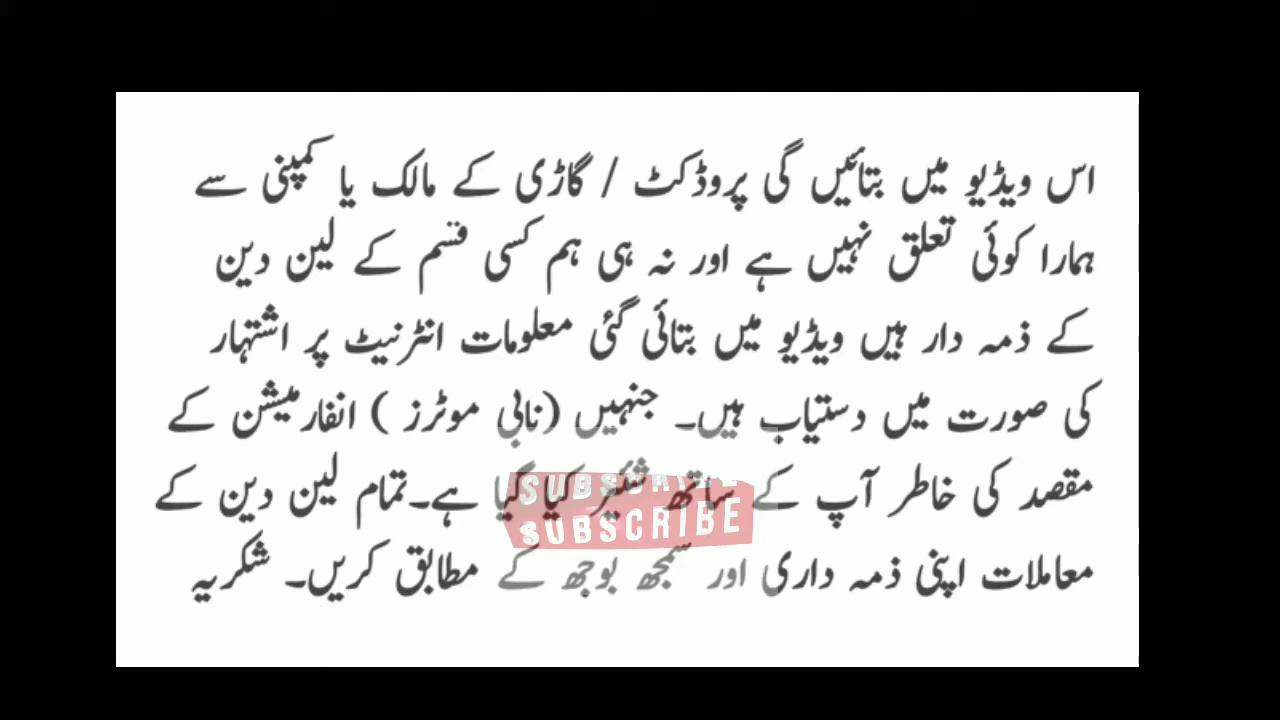 اس ویڈیو میں بتائیں گی پروڈکٹ / گاڑی کے مالک یا کمپنی سے
ہمارا کوئی تعلق نہیں ہے اور نہ ہی ہم کسی قسم کے لین دین
کے ذمہ دار ہیں ویڈیو میں بتائی گئی معلومات انٹرنیٹ پر اشتہار
کی صورت میں دستیاب ہیں۔ جنہیں (نابی موٹرز ) انفارمیشن کے
مقصد کی خاطر آپ کے ساتھ شئیر کیا گیا ہے۔تمام لین دین کے
معاملات اپنی ذمہ داری اور سمجھ بوجھ کے مطابق کریں۔ شکریہ
SUBSCRIBE
SUBSCRIBE